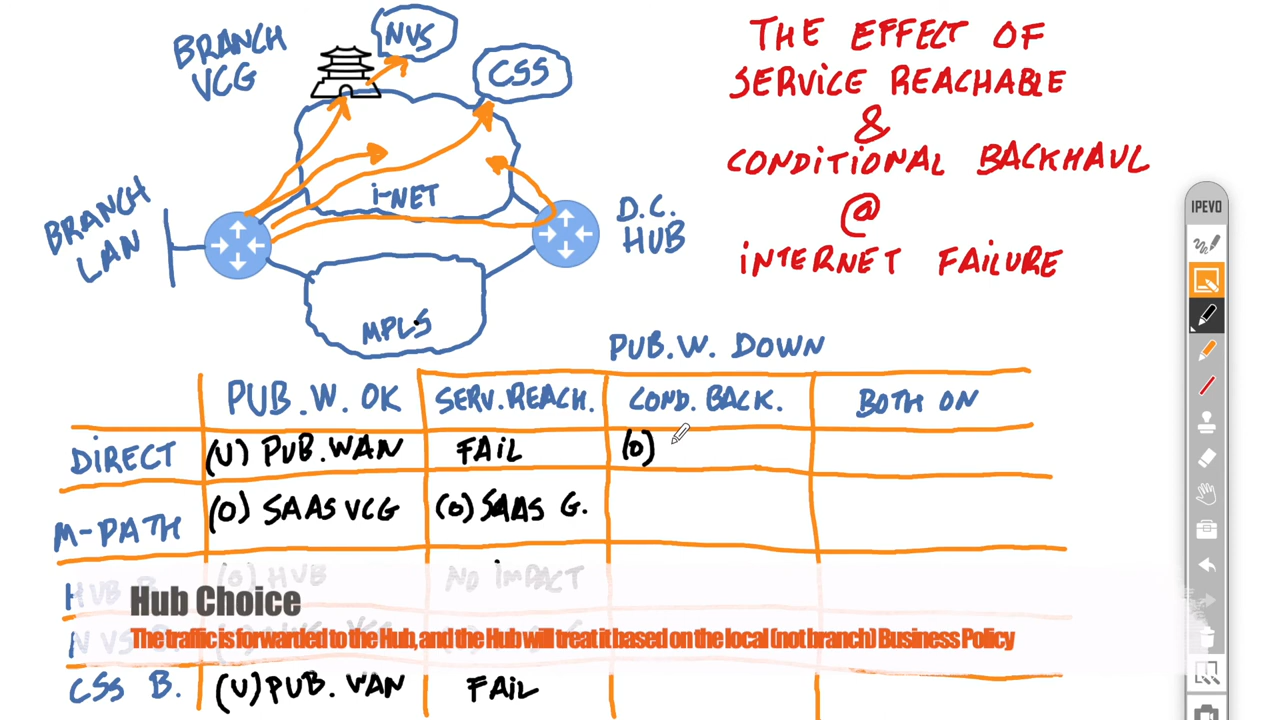 BRANCH
VCG
NVS
CSS
THE EFFECT OF
SERVICE REACHABLE
&
CONDITIONAL BACKHAUL
@
INTERNET FAILURE
i-NET
BRANCH
LAN
D.C.
HUB
MPLS
IPEVO
PUB.W. DOWN
PUB.W.OK SERV.REACH. COND. BACK. BOTH ON
DIRECT (U) PUB.WAN FAIL (O)
M-PATH (O) SAAS VCG (O) SAAS G.
HUB B. (O) HUB NO IMPACT
Hub Choice
The traffic is forwarded to the Hub, and the Hub will treat it based on the local (not branch) Business Policy
CSS B. (U) PUB. WAN FAIL